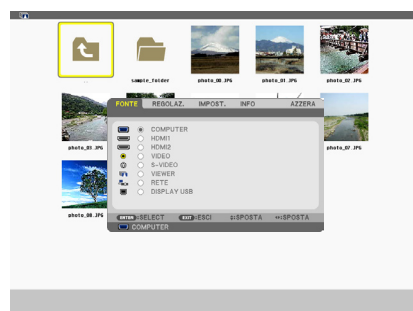 ..
sample_folder
photo_00.JPG
photo_01.JPG
photo_02.JPG
FONTE REGOLAZ. IMPOST. INFO AZZERA
photo_03.JPG
photo_07.JPG
COMPUTER
HDMI1
HDMI2
VIDEO
S-VIDEO
VIEWER
RETE
DISPLAY USB
photo_08.JPG
ENTER :SELECT EXIT :ESCI ↕:SPOSTA ↔:SPOSTA
COMPUTER